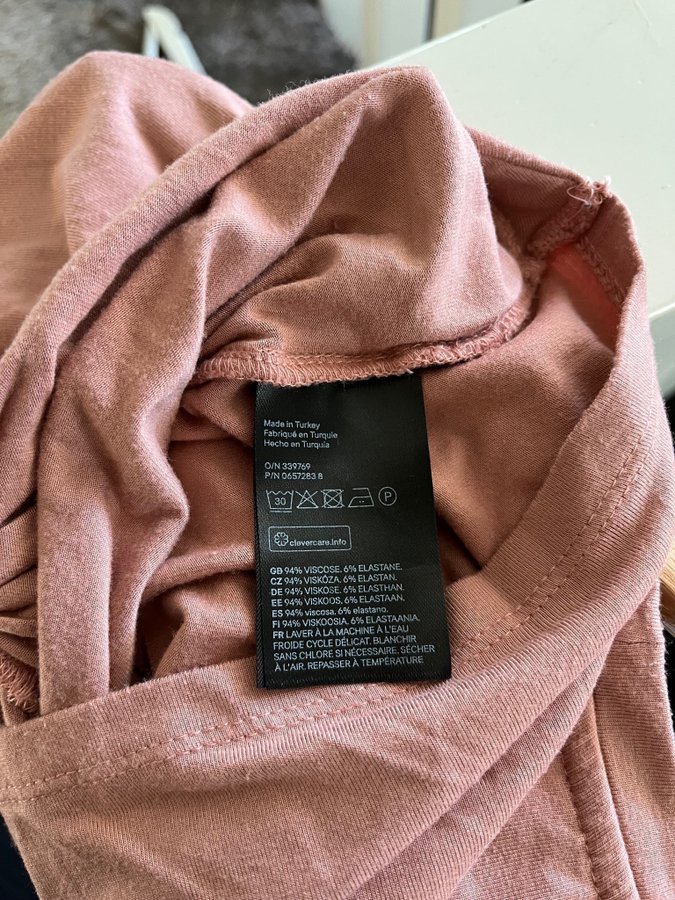 Made in Turkey
Fabriqué en Turquie
Hecho en Turquía
O/N 339769
P/N 0657283 8
30 P
clevercare.info
GB 94% VISCOSE. 6% ELASTANE.
CZ 94% VISKÓZA. 6% ELASTAN.
DE 94% VISKOSE. 6% ELASTHAN.
EE 94% VISKOOS. 6% ELASTAAN.
ES 94% viscosa. 6% elastano.
FI 94% VISKOOSIA. 6% ELASTAANIA.
FR LAVER À LA MACHINE À L'EAU
FROIDE CYCLE DÉLICAT. BLANCHIR
SANS CHLORE SI NÉCESSAIRE. SÉCHER
À L'AIR. REPASSER À TEMPÉRATURE